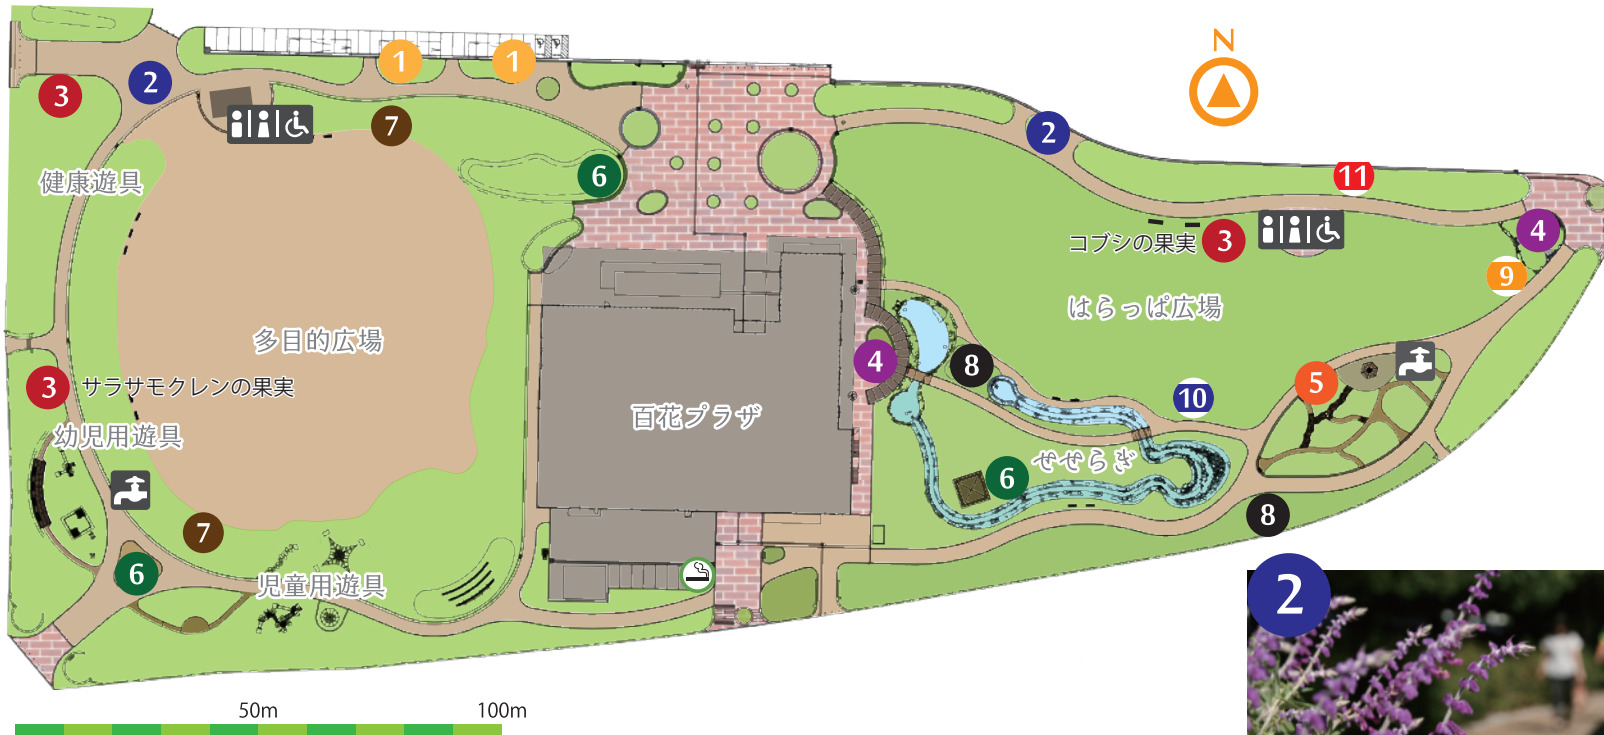 N
1
1
2
3
7
2
6
11
健康遊具
コブシの果実
3
4
9
はらっぱ広場
多目的広場
4
8
5
3
サラサモクレンの果実
10
百花プラザ
幼児用遊具
せせらぎ
6
8
7
6
児童用遊具
2
50m
100m